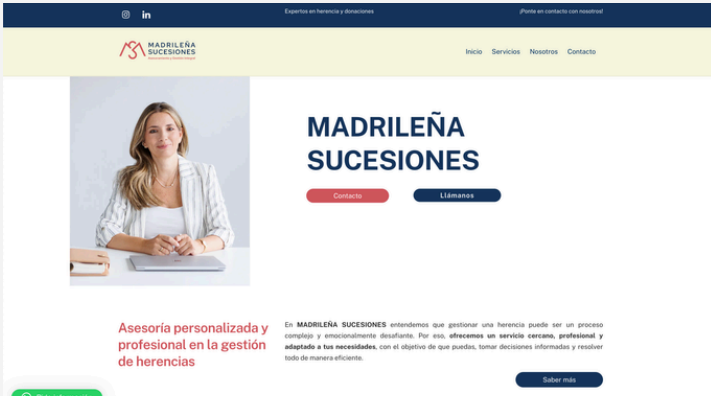 Expertos en herencia y donaciones
¡Ponte en contacto con nosotros!
MADRILEÑA
SUCESIONES
Inicio Servicios Nosotros Contacto
MADRILEÑA
SUCESIONES
Contacto
Llámanos
Asesoría personalizada y
profesional en la gestión
de herencias
En MADRILEÑA SUCESIONES entendemos que gestionar una herencia puede ser un proceso
complejo y emocionalmente desafiante. Por eso, ofrecemos un servicio cercano, profesional y
adaptado a tus necesidades, con el objetivo de que puedas, tomar decisiones informadas y resolver
todo de manera eficiente.
Saber más